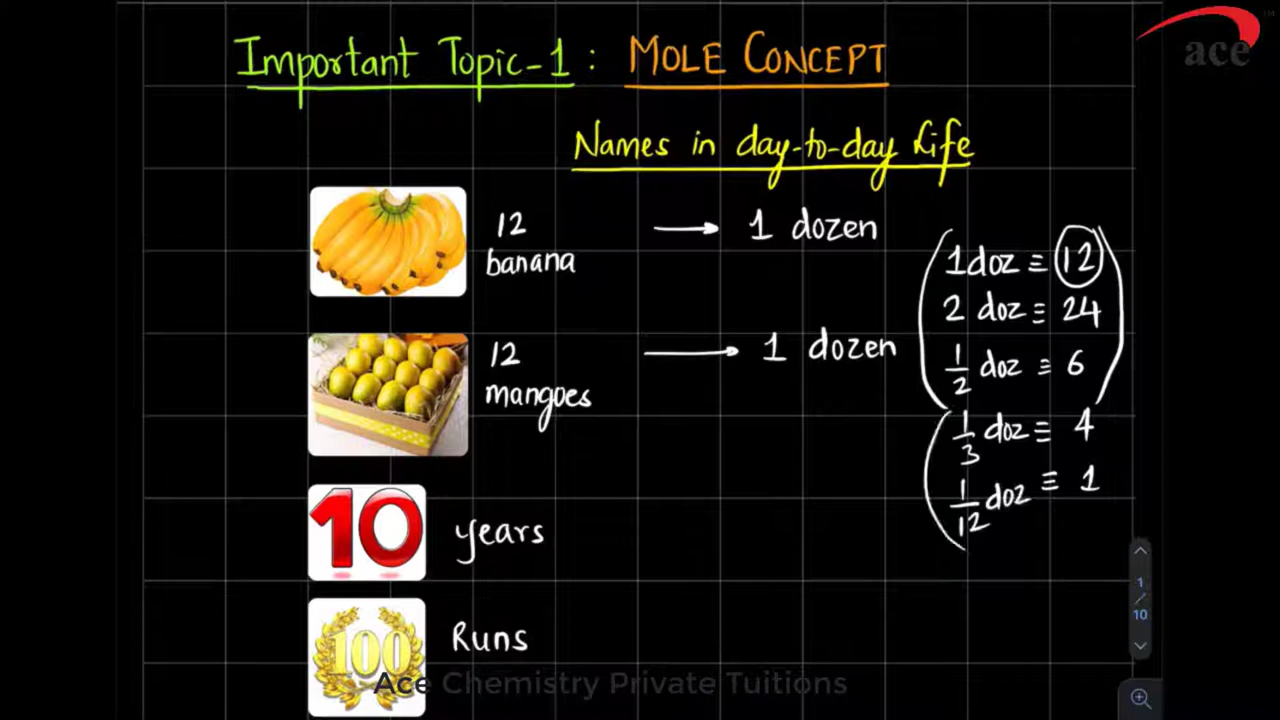 ace
Important Topic-1 : MOLE CONCEPT
Names in day-to-day life
12
banana
→ 1 dozen
12
mangoes
→ 1 dozen
1 doz ≡ 12
2 doz ≡ 24
1/2 doz ≡ 6
1/3 doz ≡ 4
1/12 doz ≡ 1
10 years
100 Runs
1
/
10
Ace Chemistry Private Tuitions